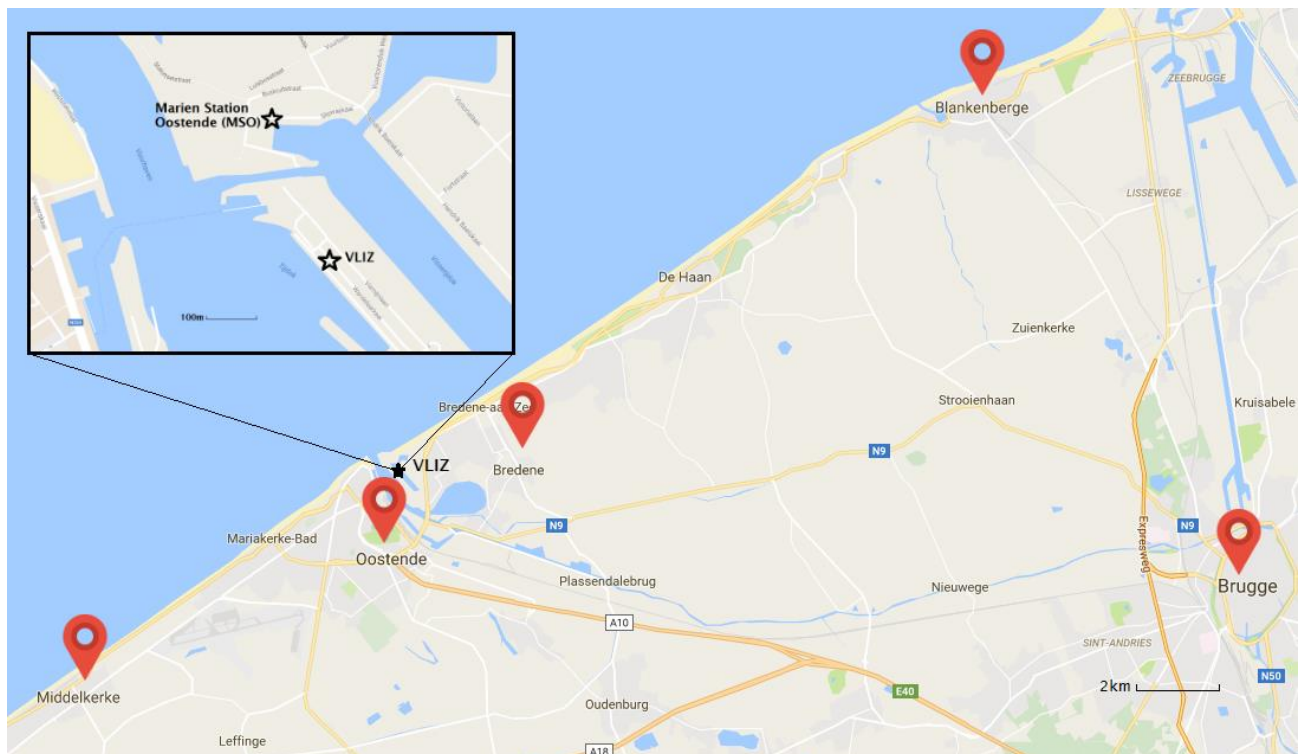 Marien Station
Oostende (MSO)
VLIZ
100m
N50
Blankenberge
ZEEBRUGGE
LISSEWEGE
De Haan
Zuienkerke
Strooienhaan
Kruisabele
Bredene-aan-Zee
Bredene
N9
VLIZ
Oostende
Mariakerke-Bad
N9
N9
Expresweg
Plassendalebrug
Nieuwege
Brugge
A10
SINT-ANDRIES
Middelkerke
2km
N50
E40
Oudenburg
Leffinge
A18